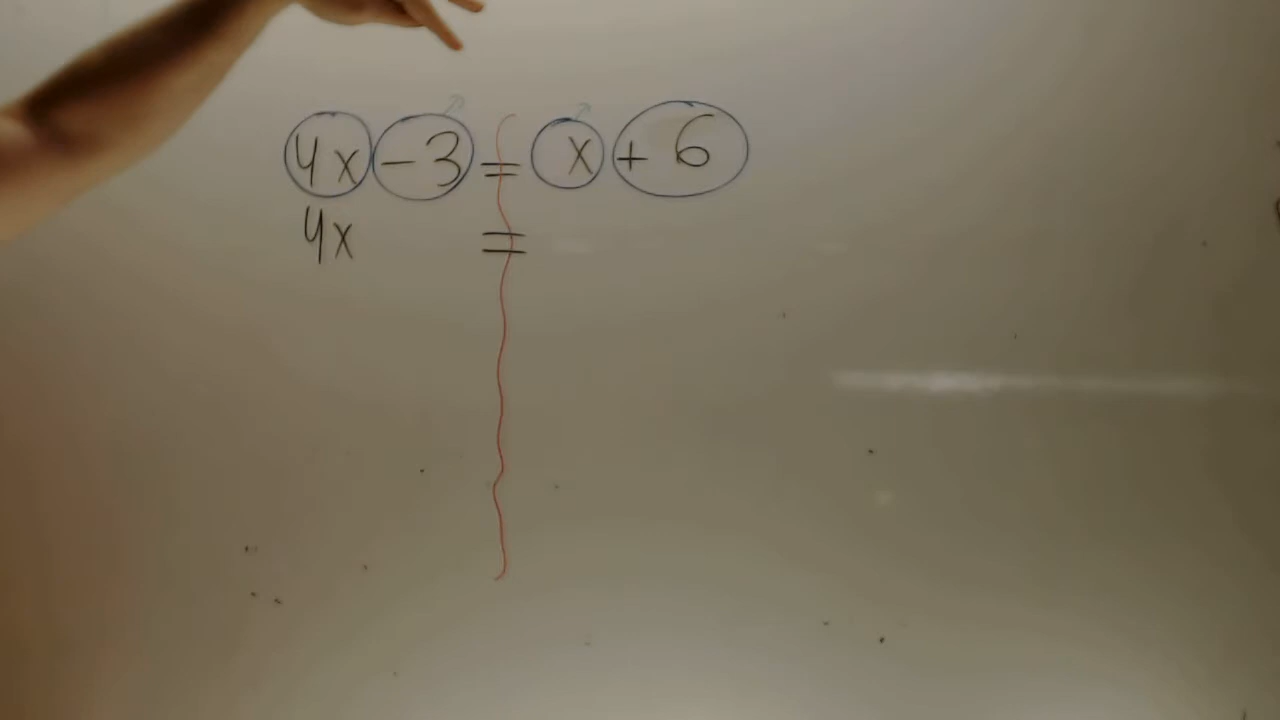 4x - 3 = x + 6
4x =